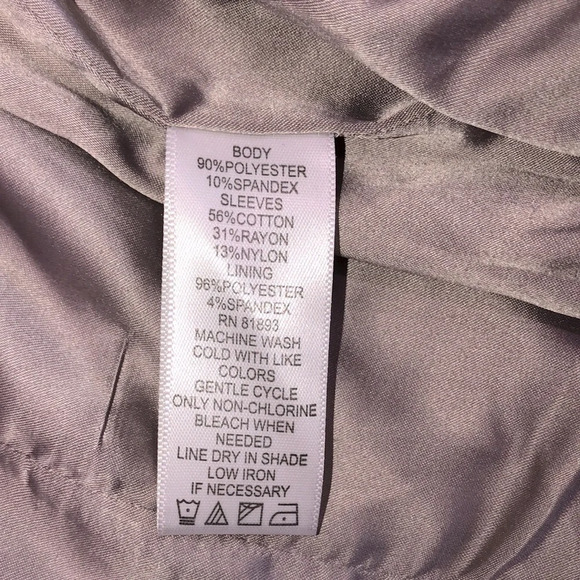 BODY
90%POLYESTER
10%SPANDEX
SLEEVES
56%COTTON
31%RAYON
13%NYLON
LINING
96%POLYESTER
4%SPANDEX
RN 81893
MACHINE WASH
COLD WITH LIKE
COLORS
GENTLE CYCLE
ONLY NON-CHLORINE
BLEACH WHEN
NEEDED
LINE DRY IN SHADE
LOW IRON
IF NECESSARY